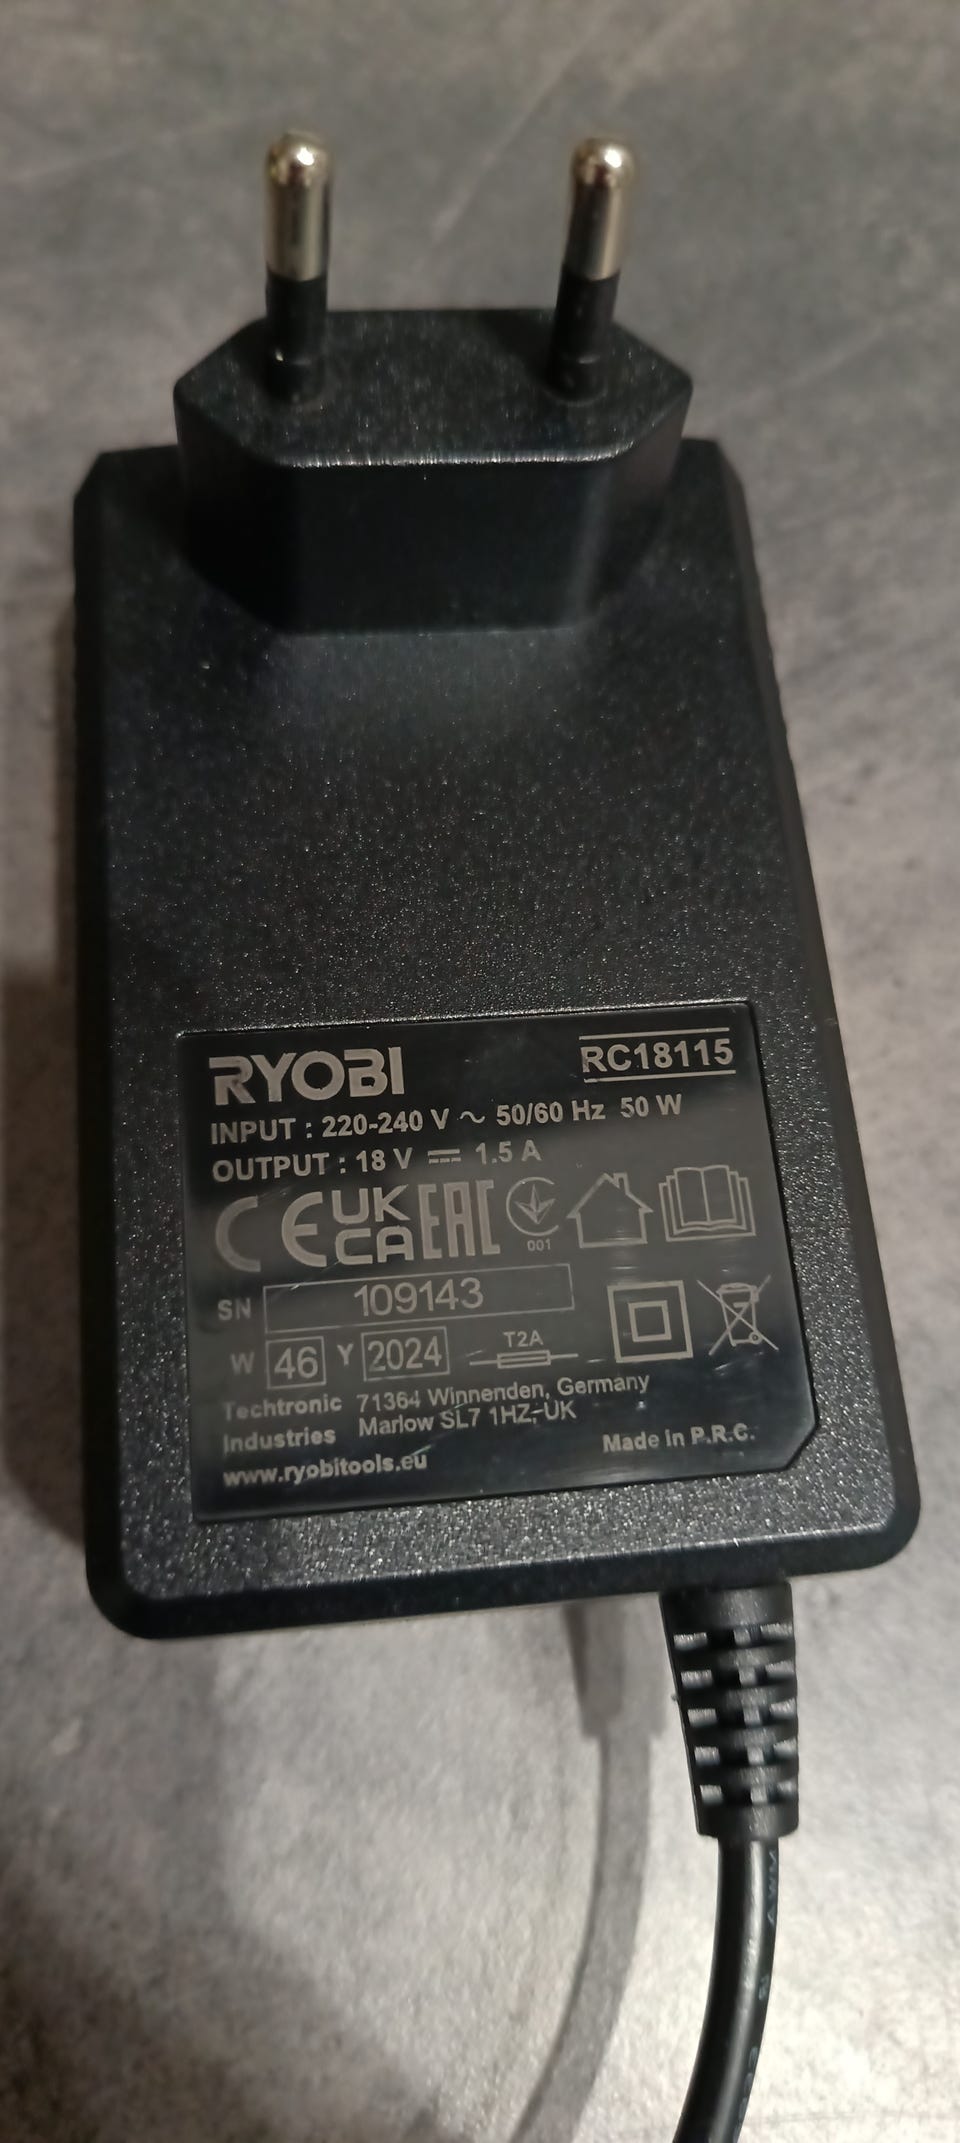 RYOBI
RC18115
INPUT : 220-240 V ~ 50/60 Hz 50 W
OUTPUT : 18 V ⎓ 1.5 A
CE UK CA EAC
001
SN 109143
W 46 Y 2024 T2A
Techtronic Industries
71364 Winnenden, Germany
Marlow SL7 1HZ, UK
www.ryobitools.eu
Made in P.R.C.